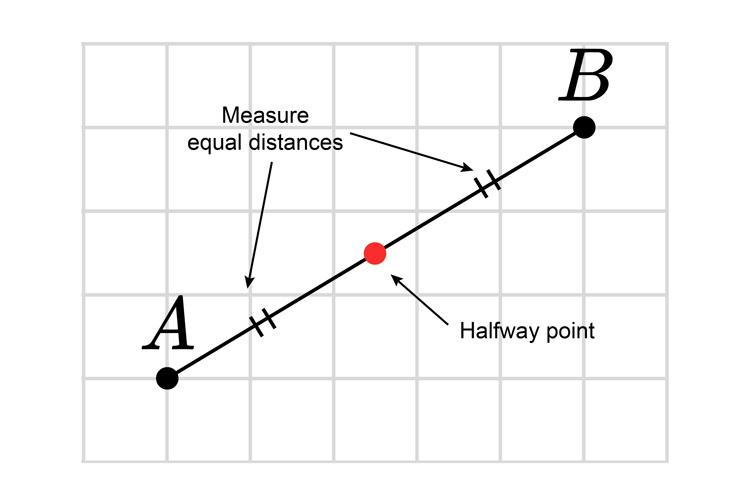 B
Measure
equal distances
A
Halfway point